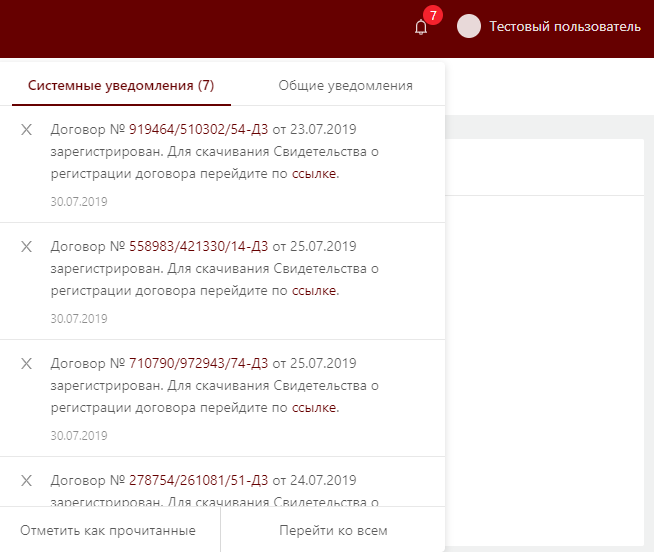 7
Тестовый пользователь
Системные уведомления (7)
Общие уведомления
Договор № 919464/510302/54-ДЗ от 23.07.2019
зарегистрирован. Для скачивания Свидетельства о
регистрации договора перейдите по ссылке.
30.07.2019
Договор № 558983/421330/14-ДЗ от 25.07.2019
зарегистрирован. Для скачивания Свидетельства о
регистрации договора перейдите по ссылке.
30.07.2019
Договор № 710790/972943/74-ДЗ от 25.07.2019
зарегистрирован. Для скачивания Свидетельства о
регистрации договора перейдите по ссылке.
30.07.2019
Договор № 278754/261081/51-ДЗ от 24.07.2019
зарегистрирован. Для скачивания Свидетельства о
Отметить как прочитанные
Перейти ко всем